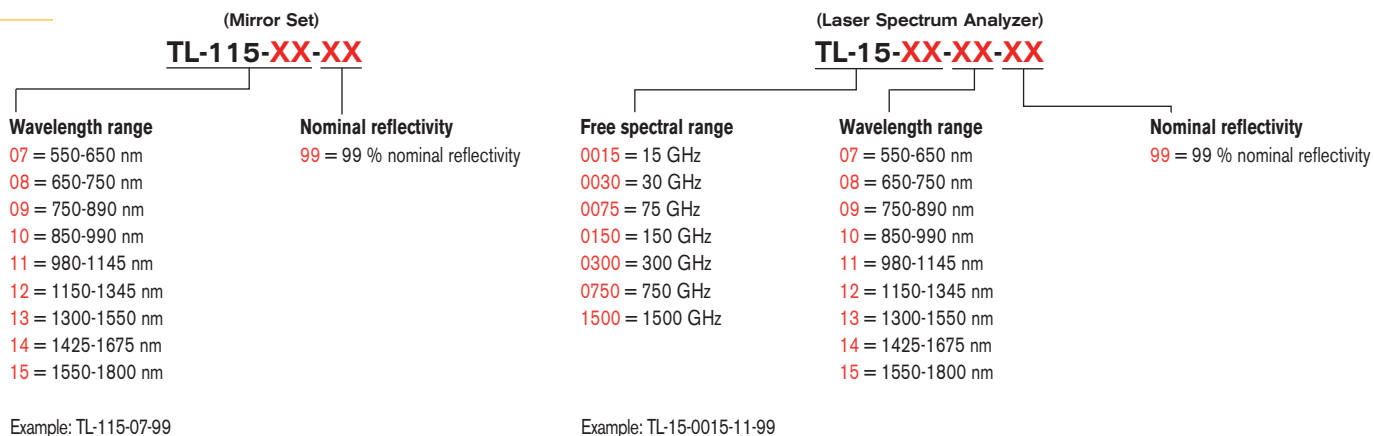 (Mirror Set)
TL-115-XX-XX
Wavelength range
07 = 550-650 nm
08 = 650-750 nm
09 = 750-890 nm
10 = 850-990 nm
11 = 980-1145 nm
12 = 1150-1345 nm
13 = 1300-1550 nm
14 = 1425-1675 nm
15 = 1550-1800 nm
Nominal reflectivity
99 = 99 % nominal reflectivity
Example: TL-115-07-99
(Laser Spectrum Analyzer)
TL-15-XX-XX-XX
Free spectral range
0015 = 15 GHz
0030 = 30 GHz
0075 = 75 GHz
0150 = 150 GHz
0300 = 300 GHz
0750 = 750 GHz
1500 = 1500 GHz
Wavelength range
07 = 550-650 nm
08 = 650-750 nm
09 = 750-890 nm
10 = 850-990 nm
11 = 980-1145 nm
12 = 1150-1345 nm
13 = 1300-1550 nm
14 = 1425-1675 nm
15 = 1550-1800 nm
Nominal reflectivity
99 = 99 % nominal reflectivity
Example: TL-15-0015-11-99